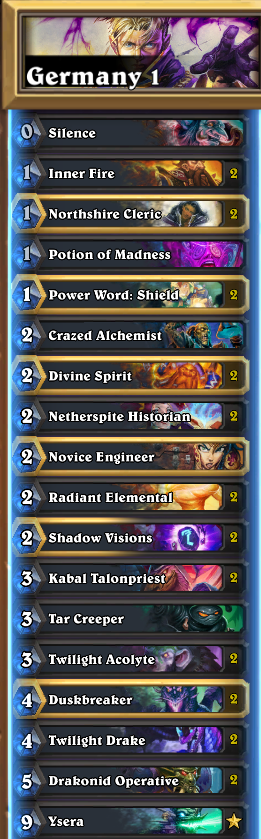 Germany 1
0 Silence
1 Inner Fire 2
1 Northshire Cleric 2
1 Potion of Madness
1 Power Word: Shield 2
2 Crazed Alchemist
2 Divine Spirit 2
2 Netherspite Historian 2
2 Novice Engineer
2 Radiant Elemental 2
2 Shadow Visions 2
3 Kabal Talonpriest 2
3 Tar Creeper
3 Twilight Acolyte 2
4 Duskbreaker 2
4 Twilight Drake 2
5 Drakonid Operative 2
9 Ysera